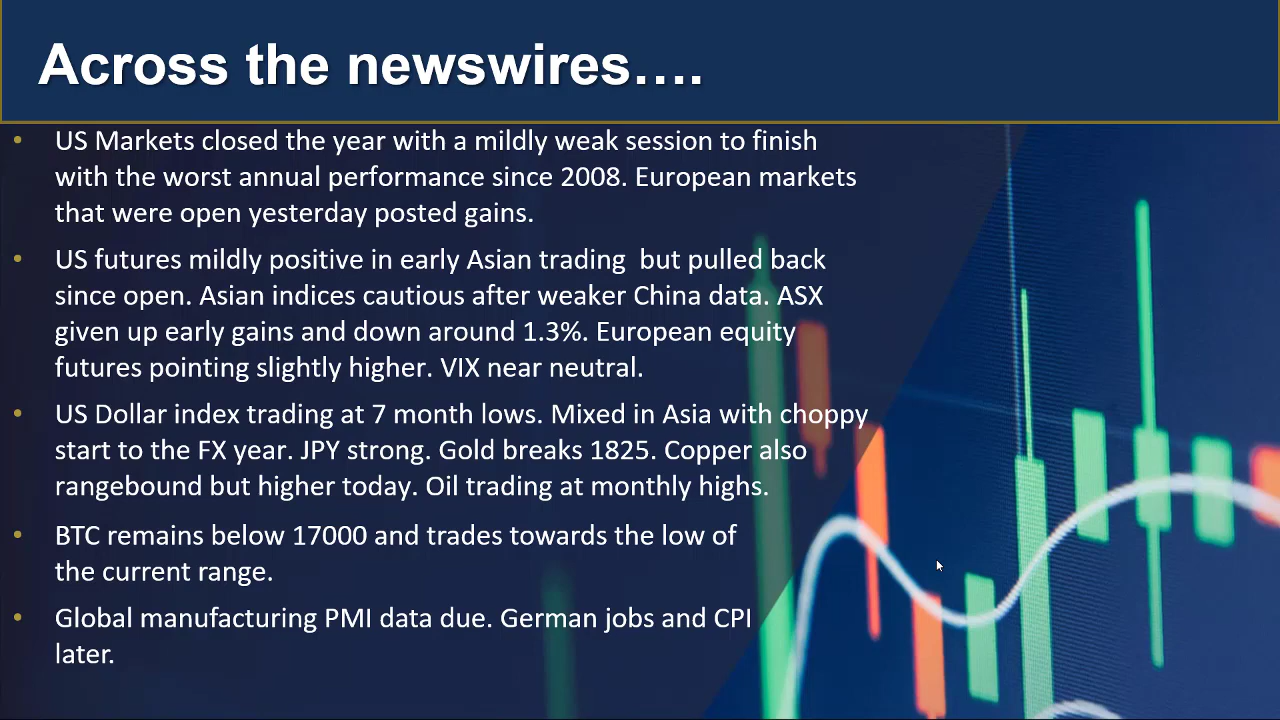 Across the newswires….
• US Markets closed the year with a mildly weak session to finish
with the worst annual performance since 2008. European markets
that were open yesterday posted gains.
• US futures mildly positive in early Asian trading  but pulled back
since open. Asian indices cautious after weaker China data. ASX
given up early gains and down around 1.3%. European equity
futures pointing slightly higher. VIX near neutral.
• US Dollar index trading at 7 month lows. Mixed in Asia with choppy
start to the FX year. JPY strong. Gold breaks 1825. Copper also
rangebound but higher today. Oil trading at monthly highs.
• BTC remains below 17000 and trades towards the low of
the current range.
• Global manufacturing PMI data due. German jobs and CPI
later.